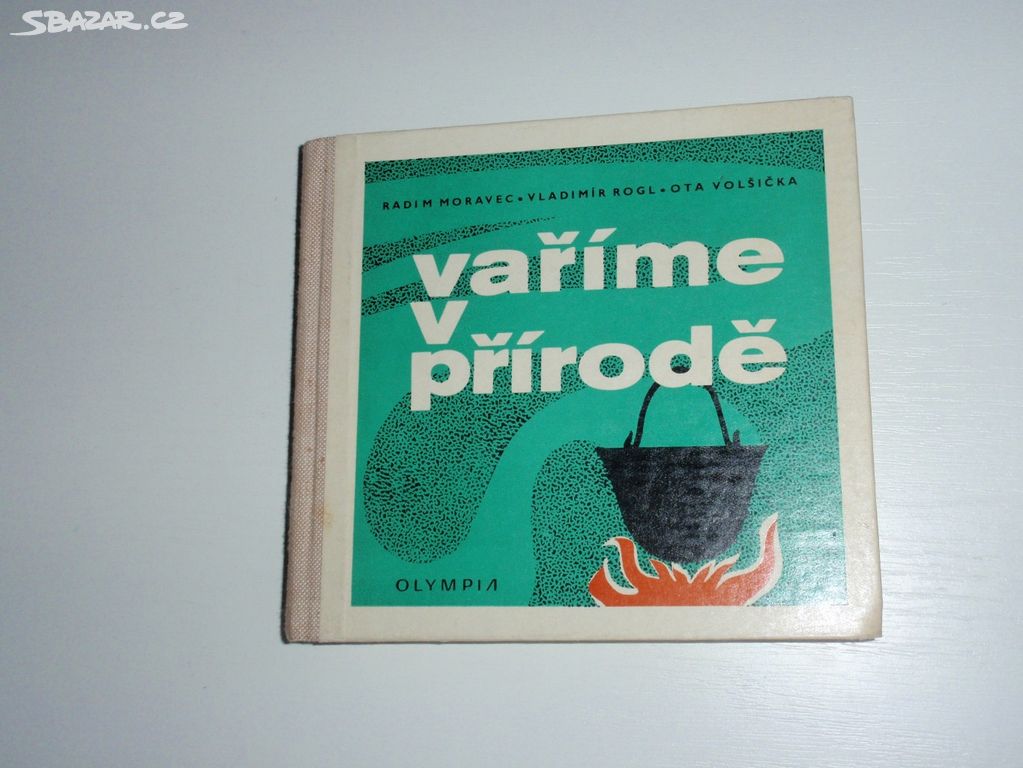 SBAZAR.CZ
RADIM MORAVEC • VLADIMÍR ROGL • OTA VOLŠIČKA
vaříme
v
přírodě
OLYMPIA